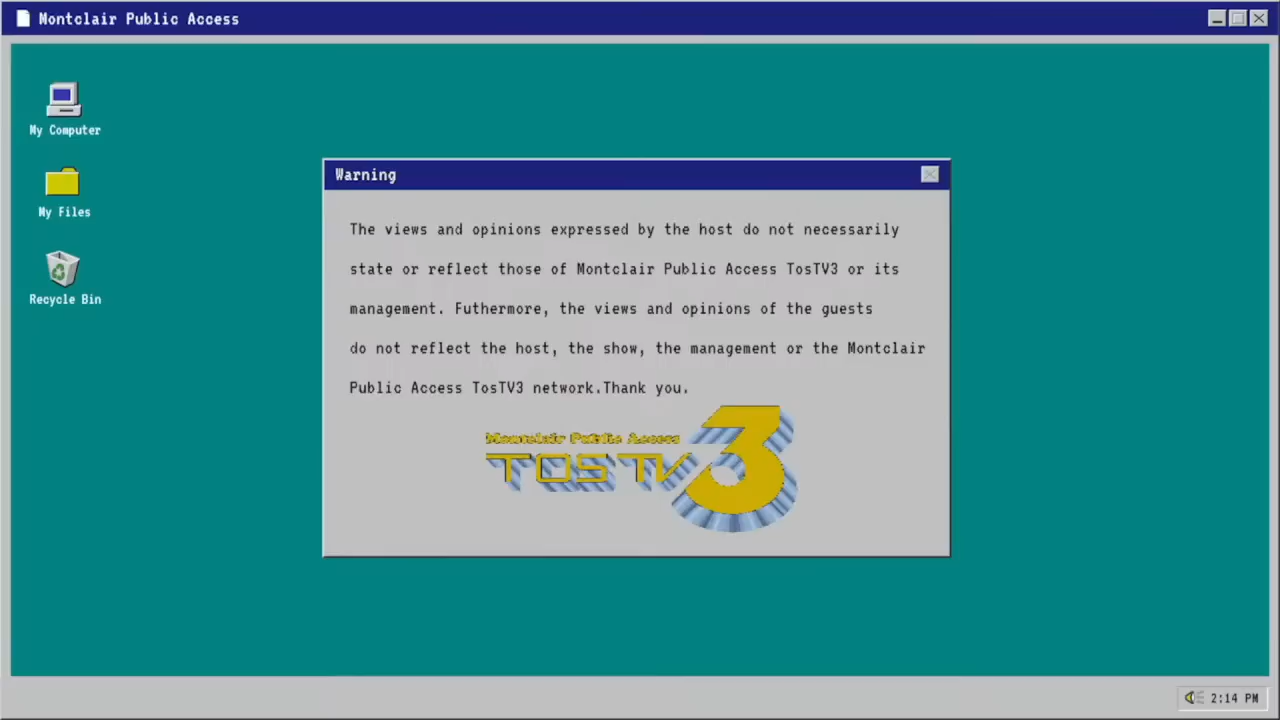 Montclair Public Access
My Computer
My Files
Recycle Bin
Warning
The views and opinions expressed by the host do not necessarily
state or reflect those of Montclair Public Access TosTV3 or its
management. Futhermore, the views and opinions of the guests
do not reflect the host, the show, the management or the Montclair
Public Access TosTV3 network.Thank you.
Montclair Public Access
TOSTV3
2:14 PM